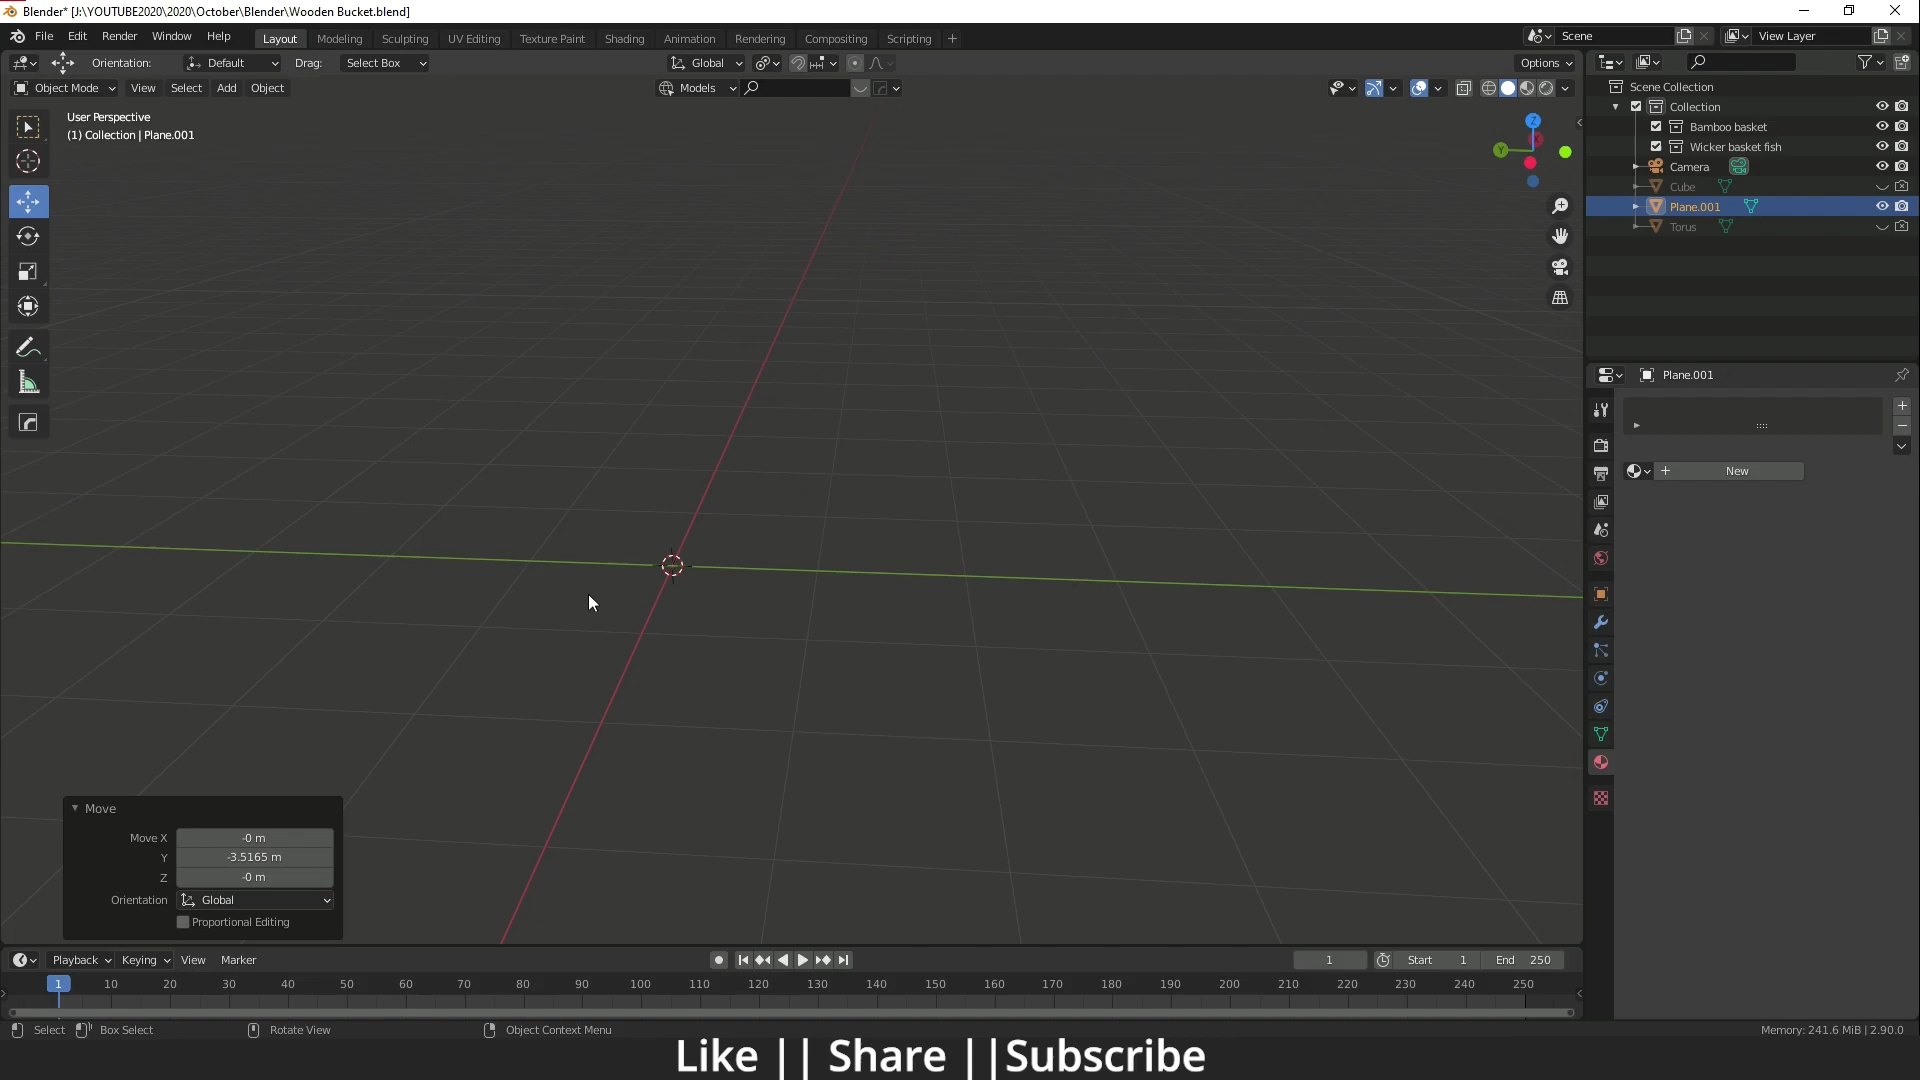 Blender* [J:\YOUTUBE2020\2020\October\Blender\Wooden Bucket.blend]
File Edit Render Window Help
Layout Modeling Sculpting UV Editing Texture Paint Shading Animation Rendering Compositing Scripting +
Scene View Layer
Orientation: Default Drag: Select Box
Global
Options
Object Mode View Select Add Object
Models
User Perspective
(1) Collection | Plane.001
Z
Y
X
Scene Collection
Collection
Bamboo basket
Wicker basket fish
Camera
Cube
Plane.001
Torus
Plane.001
+ New
Move
Move X -0 m
Y -3.5165 m
Z -0 m
Orientation Global
Proportional Editing
Playback Keying View Marker
1 Start 1 End 250
1 10 20 30 40 50 60 70 80 90 100 110 120 130 140 150 160 170 180 190 200 210 220 230 240 250
Select Box Select Rotate View Object Context Menu
Memory: 241.6 MiB | 2.90.0
Like || Share ||Subscribe